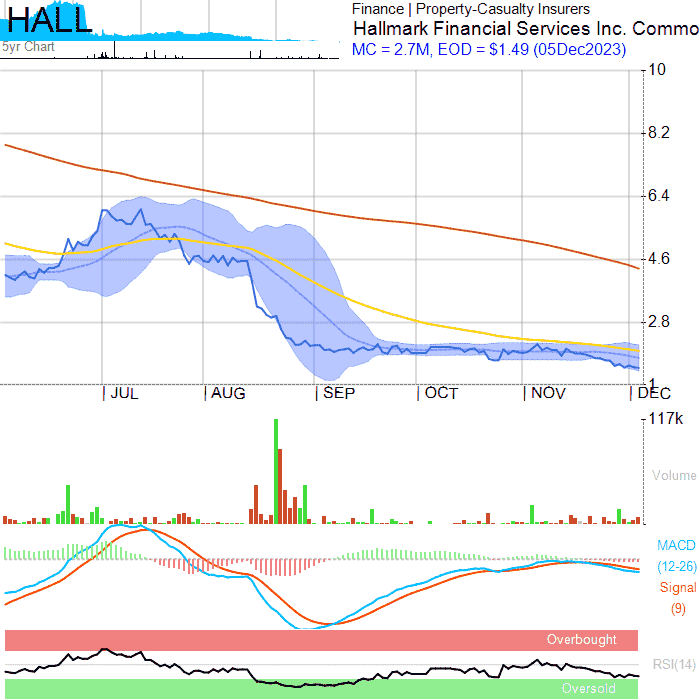 HALL
5yr Chart
Finance | Property-Casualty Insurers
Hallmark Financial Services Inc. Commo
MC = 2.7M, EOD = $1.49 (05Dec2023)
10
8.2
6.4
4.6
2.8
1
JUL AUG SEP OCT NOV DEC
117k
Volume
MACD
(12-26)
Signal
(9)
Overbought
RSI(14)
Oversold